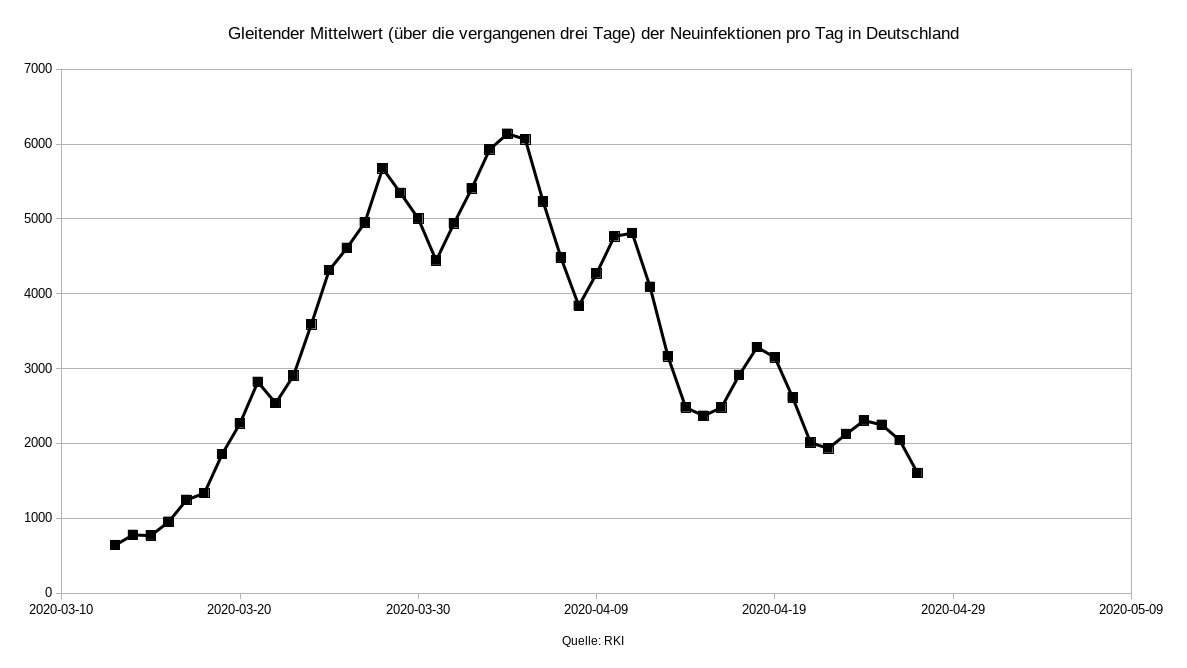 Gleitender Mittelwert (über die vergangenen drei Tage) der Neuinfektionen pro Tag in Deutschland
7000
6000
5000
4000
3000
2000
1000
0
2020-03-10 2020-03-20 2020-03-30 2020-04-09 2020-04-19 2020-04-29 2020-05-09
Quelle: RKI